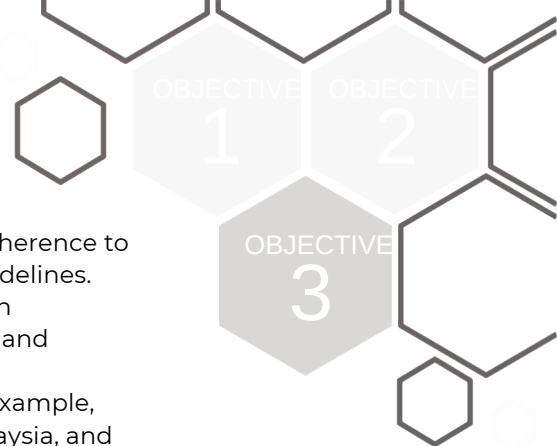 OBJECTIVE
1
OBJECTIVE
2
OBJECTIVE
3
herence to
delines.
n
and
xample,
aysia, and